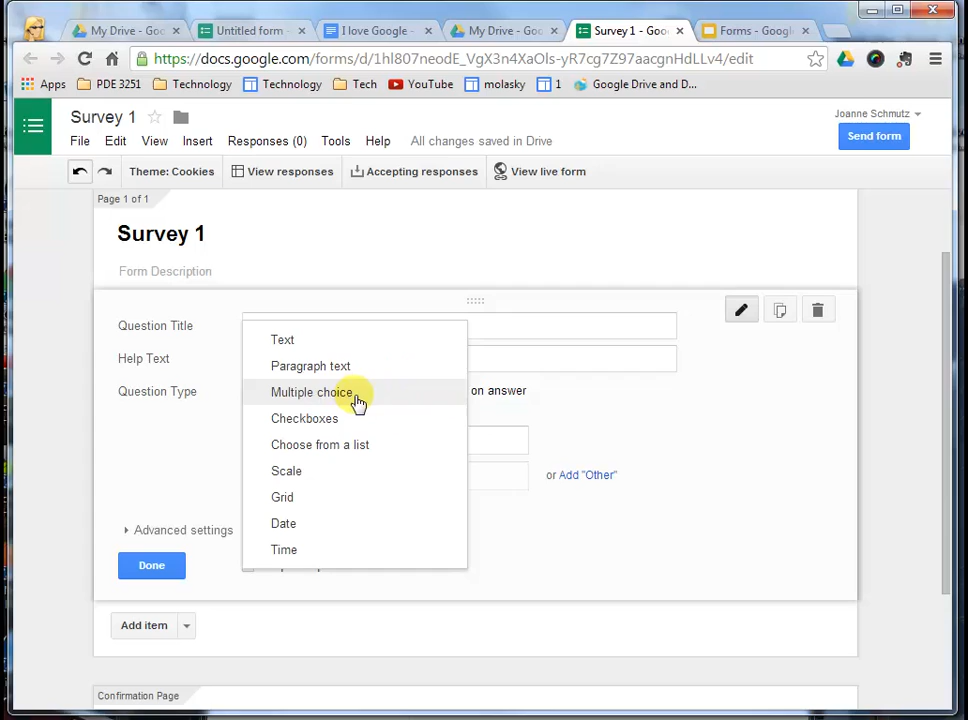 My Drive - Goo
Untitled form -
I love Google -
My Drive - Goo
Survey 1 - Goo
Forms - Google
https://docs.google.com/forms/d/1hl807neodE_VgX3n4XaOls-yR7cg7Z97aacgnHdLLv4/edit
Apps
PDE 3251
Technology
Technology
Tech
YouTube
molasky
1
Google Drive and D...
Survey 1
Joanne Schmutz
File
Edit
View
Insert
Responses (0)
Tools
Help
All changes saved in Drive
Send form
Theme: Cookies
View responses
Accepting responses
View live form
Page 1 of 1
Survey 1
Form Description
Question Title
Help Text
Question Type
on answer
Text
Paragraph text
Multiple choice
Checkboxes
Choose from a list
Scale
Grid
Date
Time
or Add "Other"
Advanced settings
Done
Add item
Confirmation Page